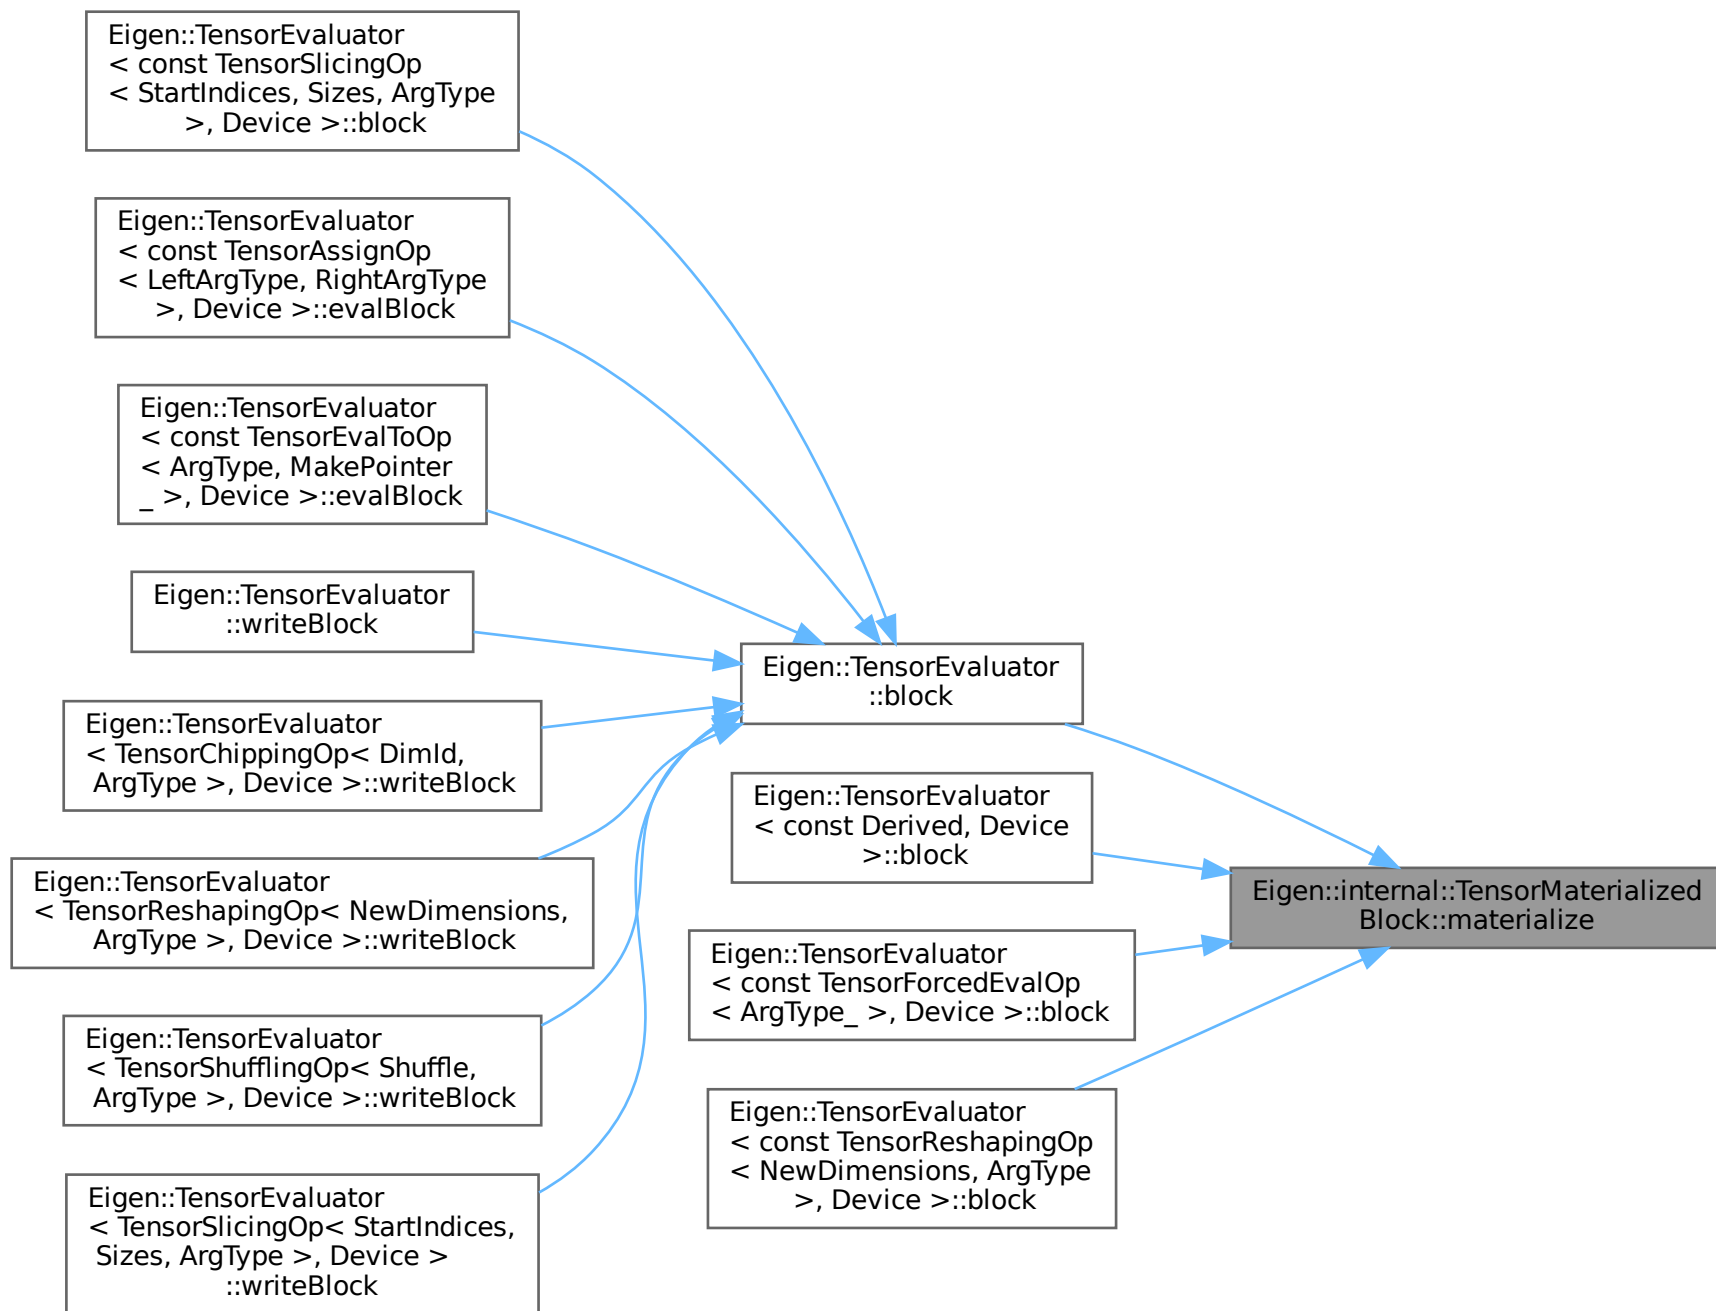 Eigen::TensorEvaluator
< const TensorSlicingOp
< StartIndices, Sizes, ArgType
>, Device >::block
Eigen::TensorEvaluator
< const TensorAssignOp
< LeftArgType, RightArgType
>, Device >::evalBlock
Eigen::TensorEvaluator
< const TensorEvalToOp
< ArgType, MakePointer
_ >, Device >::evalBlock
Eigen::TensorEvaluator
::writeBlock
Eigen::TensorEvaluator
< TensorChippingOp< DimId,
ArgType >, Device >::writeBlock
Eigen::TensorEvaluator
< TensorReshapingOp< NewDimensions,
ArgType >, Device >::writeBlock
Eigen::TensorEvaluator
< TensorShufflingOp< Shuffle,
ArgType >, Device >::writeBlock
Eigen::TensorEvaluator
< TensorSlicingOp< StartIndices,
Sizes, ArgType >, Device >
::writeBlock
Eigen::TensorEvaluator
::block
Eigen::TensorEvaluator
< const Derived, Device
>::block
Eigen::TensorEvaluator
< const TensorForcedEvalOp
< ArgType_ >, Device >::block
Eigen::TensorEvaluator
< const TensorReshapingOp
< NewDimensions, ArgType
>, Device >::block
Eigen::internal::TensorMaterialized
Block::materialize